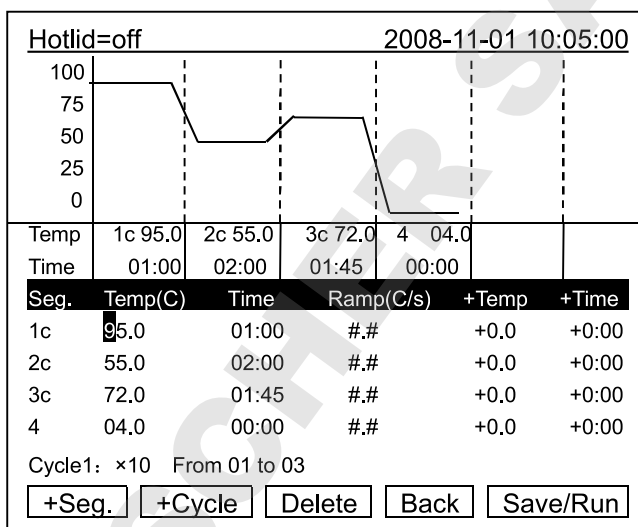 Hotlid=off 2008-11-01 10:05:00
100
75
50
25
0
Temp 1c 95.0 2c 55.0 3c 72.0 4 04.0
Time 01:00 02:00 01:45 00:00
Seg. Temp(C) Time Ramp(C/s) +Temp +Time
1c 95.0 01:00 #.# +0.0 +0:00
2c 55.0 02:00 #.# +0.0 +0:00
3c 72.0 01:45 #.# +0.0 +0:00
4 04.0 00:00 #.# +0.0 +0:00
Cycle1: ×10 From 01 to 03
+Seg. +Cycle Delete Back Save/Run